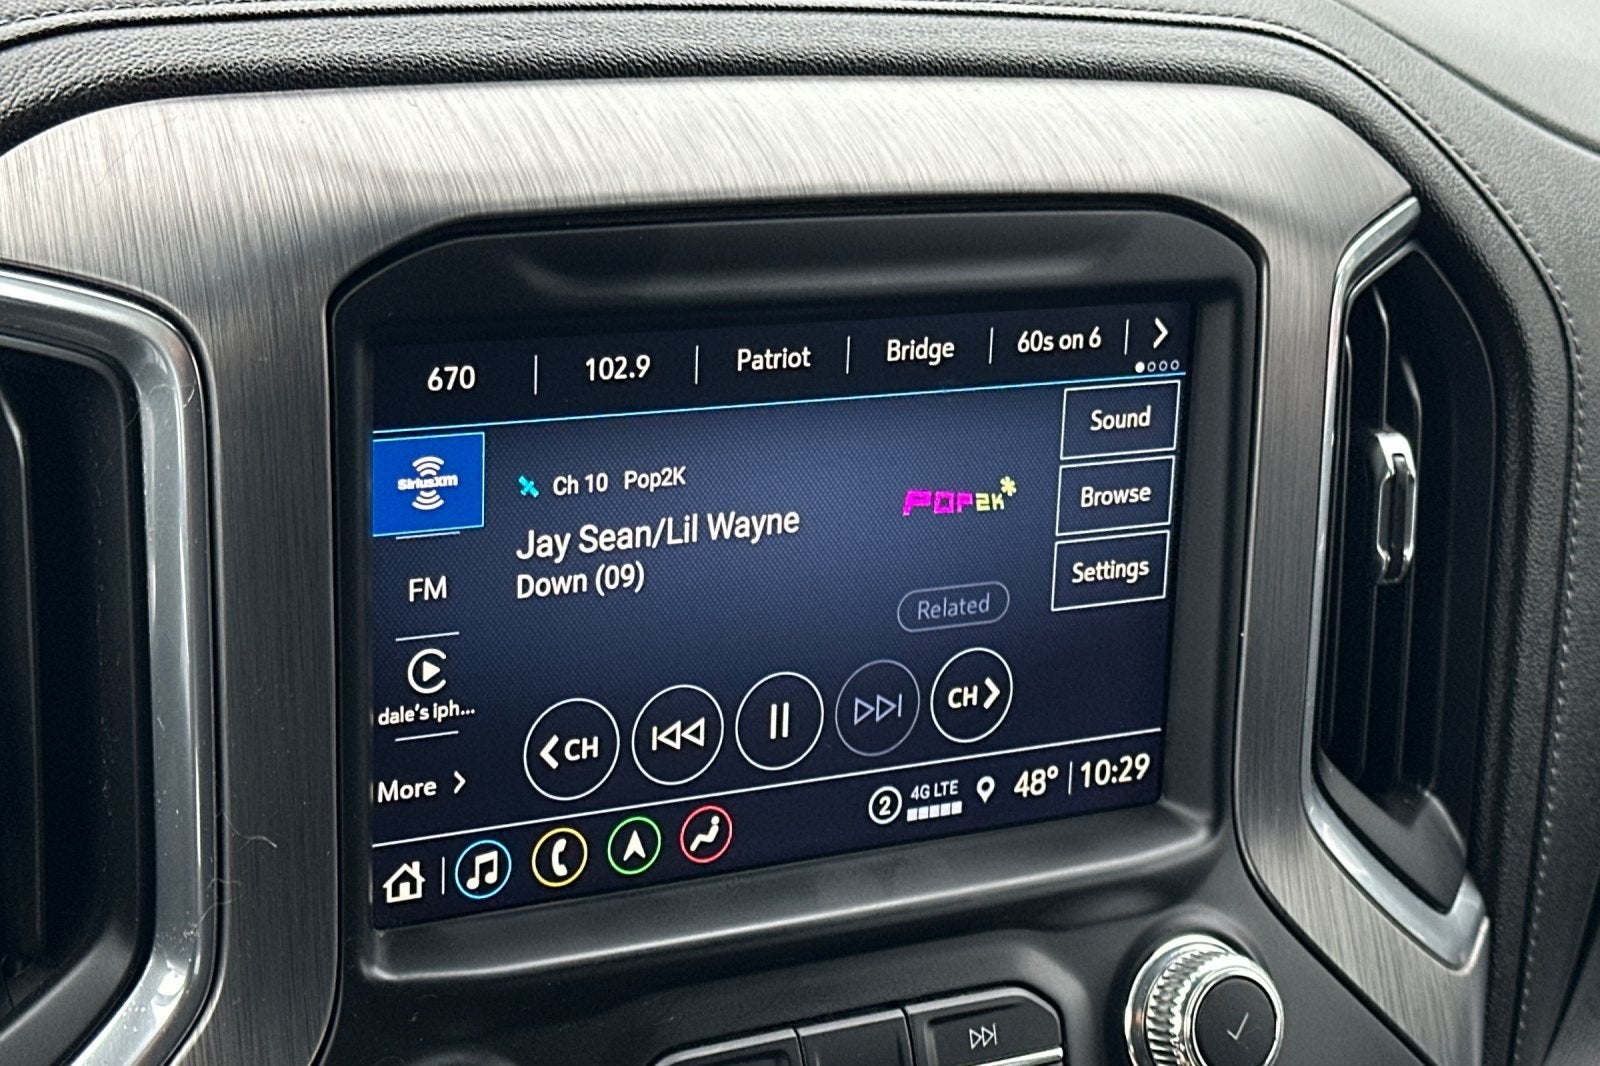 670 102.9 Patriot Bridge 60s on 6
SiriusXM
Ch 10 Pop2K
POP2K*
Sound
Jay Sean/Lil Wayne
Browse
Down (09)
FM
Settings
Related
dale's iph...
CH
CH
More
2 4G LTE 48° 10:29